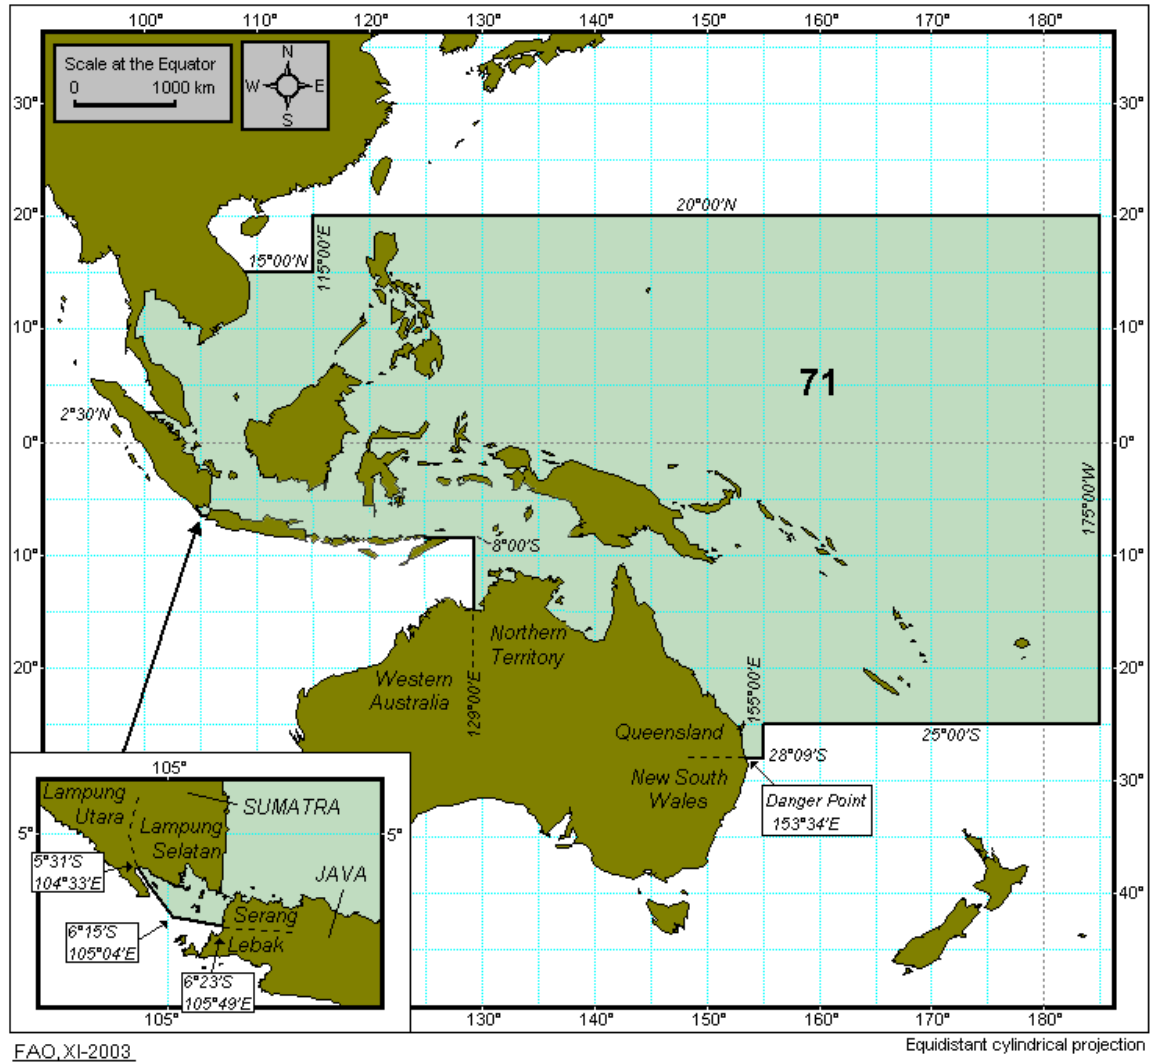 100° 110° 120° 130° 140° 150° 160° 170° 180°
Scale at the Equator
0 1000 km
N
W E
S
30° 30°
20°00'N
20° 20°
115°00'E
15°00'N
10° 10°
71
2°30'N
0° 0°
175°00'W
8°00'S
10° 10°
Northern
Territory
20° 20°
Western
Australia
129°00'E
155°00'E
Queensland
25°00'S
28°09'S
New South
Wales
30°
Danger Point
153°34'E
40°
105°
Lampung
Utara
SUMATRA
Lampung
Selatan
5° 5°
5°31'S
104°33'E
JAVA
Serang
Lebak
6°15'S
105°04'E
6°23'S
105°49'E
105°
130° 140° 150° 160° 170° 180°
FAO, XI-2003
Equidistant cylindrical projection